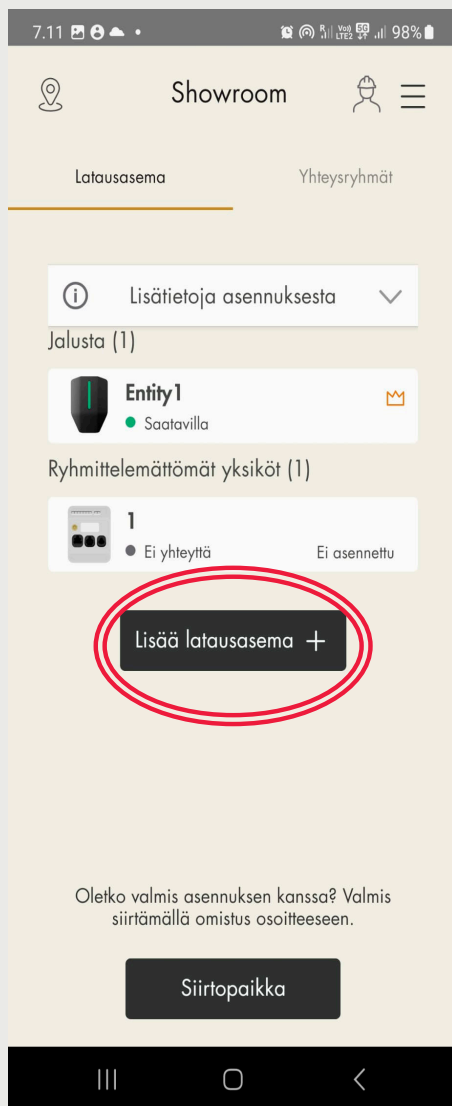 7.11 98%
Showroom
Latausasema Yhteysryhmät
Lisätietoja asennuksesta
Jalusta (1)
Entity1
Saatavilla
Ryhmittelemättömät yksiköt (1)
1
Ei yhteyttä Ei asennettu
Lisää latausasema +
Oletko valmis asennuksen kanssa? Valmis
siirtämällä omistus osoitteeseen.
Siirtopaikka